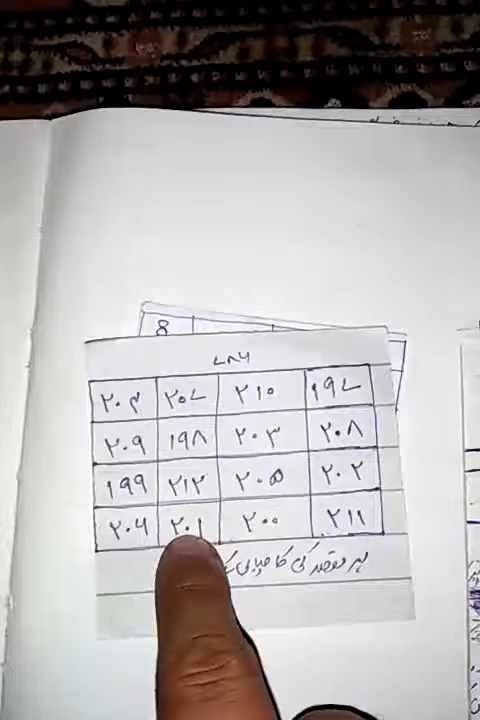 8
۷۸۶
۲۰۴ ۲۰۷ ۲۱۰ ۱۹۷
۲۰۹ ۱۹۸ ۲۰۳ ۲۰۸
۱۹۹ ۲۱۲ ۲۰۵ ۲۰۲
۲۰۶ ۲۰۱ ۲۰۰ ۲۱۱
ہر مقصد کی کامیابی